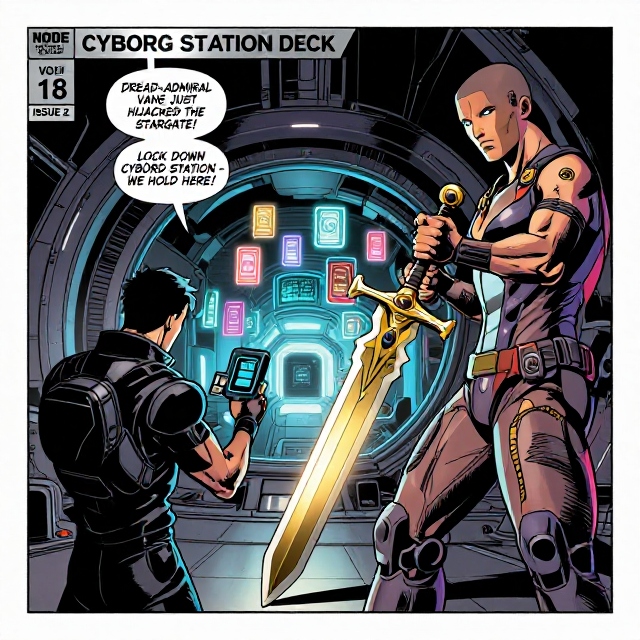 NODE
CYBORG STATION DECK
18
ISSUE 2
DREAD-ADMIRAL
VANE JUST
HIJACKED THE
STARGATE!
LOCK DOWN
CYBORD STATION -
WE HOLD HERE!